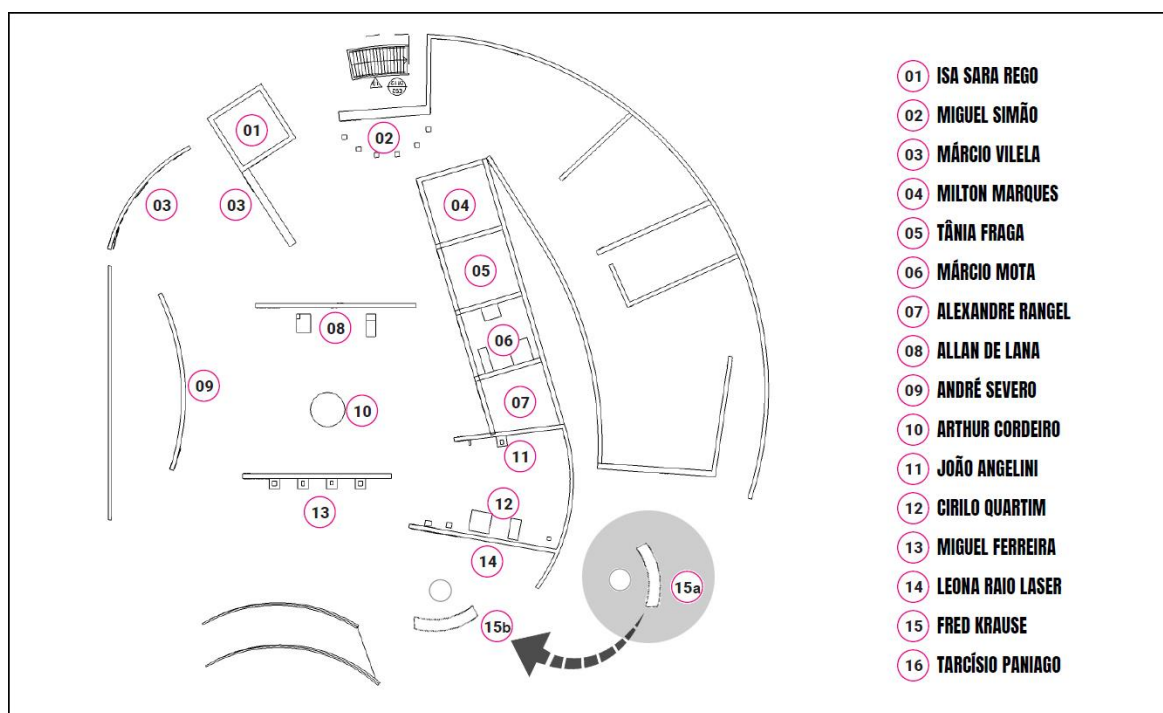 01
02
03
03
04
05
06
07
08
09
10
11
12
13
14
15a
15b
01 ISA SARA REGO
02 MIGUEL SIMÃO
03 MÁRCIO VILELA
04 MILTON MARQUES
05 TÂNIA FRAGA
06 MÁRCIO MOTA
07 ALEXANDRE RANGEL
08 ALLAN DE LANA
09 ANDRÉ SEVERO
10 ARTHUR CORDEIRO
11 JOÃO ANGELINI
12 CIRILO QUARTIM
13 MIGUEL FERREIRA
14 LEONA RAIO LASER
15 FRED KRAUSE
16 TARCÍSIO PANIAGO